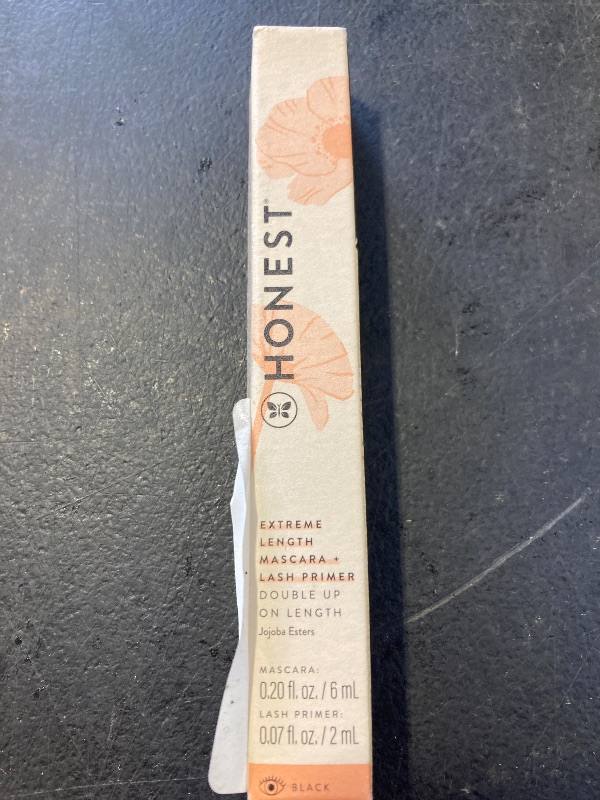 HONEST®
EXTREME
LENGTH
MASCARA +
LASH PRIMER
DOUBLE UP
ON LENGTH
Jojoba Esters
MASCARA:
0.20 fl. oz. / 6 mL
LASH PRIMER:
0.07 fl. oz. / 2 mL
BLACK